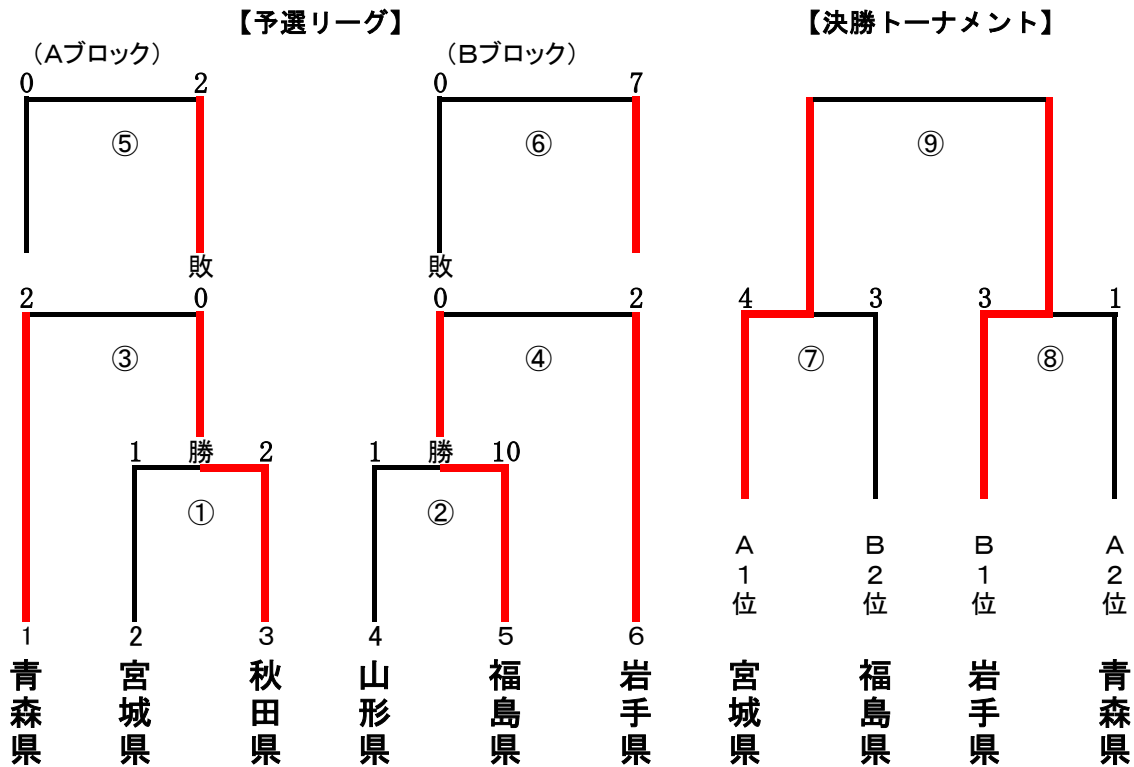 【予選リーグ】
【決勝トーナメント】
(Aブロック)
(Bブロック)
0 2
0 7
⑤
⑥
⑨
敗
敗
2 0
0 2
4 3
3 1
③
④
⑦
⑧
1 勝 2
1 勝 10
①
②
A1位
B2位
B1位
A2位
1
2
3
4
5
6
青森県
宮城県
秋田県
山形県
福島県
岩手県
宮城県
福島県
岩手県
青森県